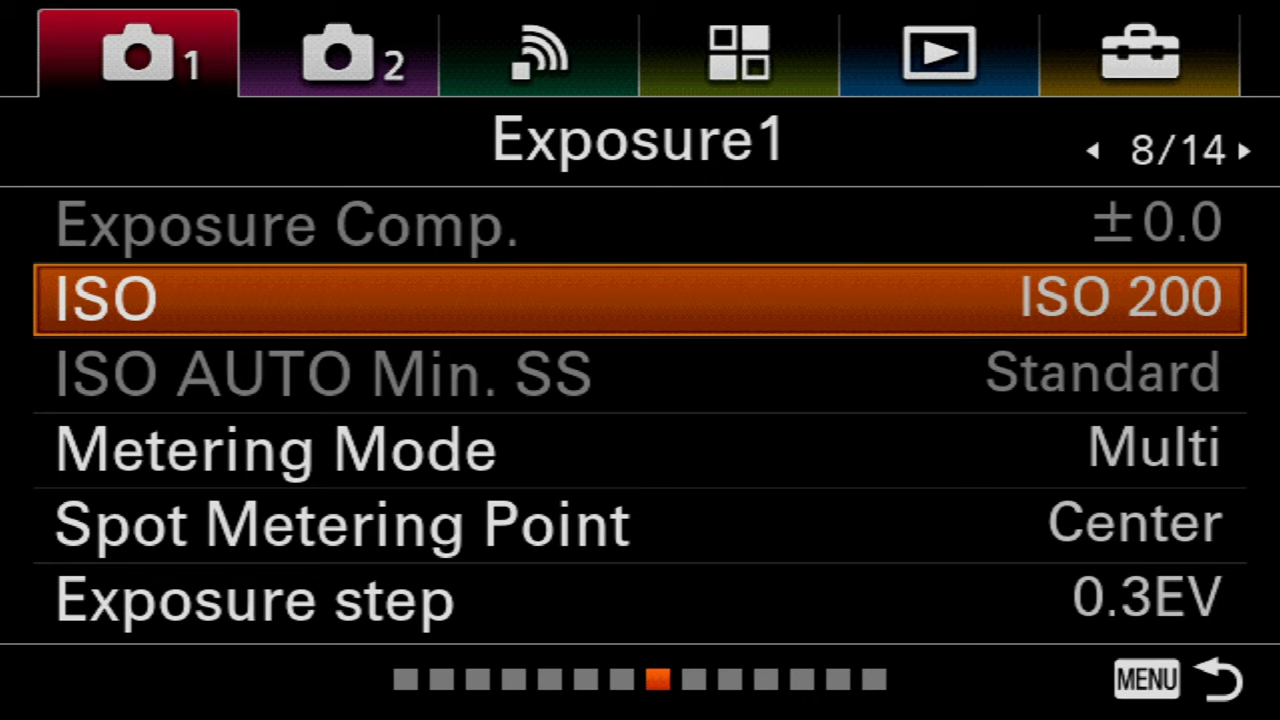 1 2
Exposure1 8/14
Exposure Comp. ±0.0
ISO ISO 200
ISO AUTO Min. SS Standard
Metering Mode Multi
Spot Metering Point Center
Exposure step 0.3EV
MENU